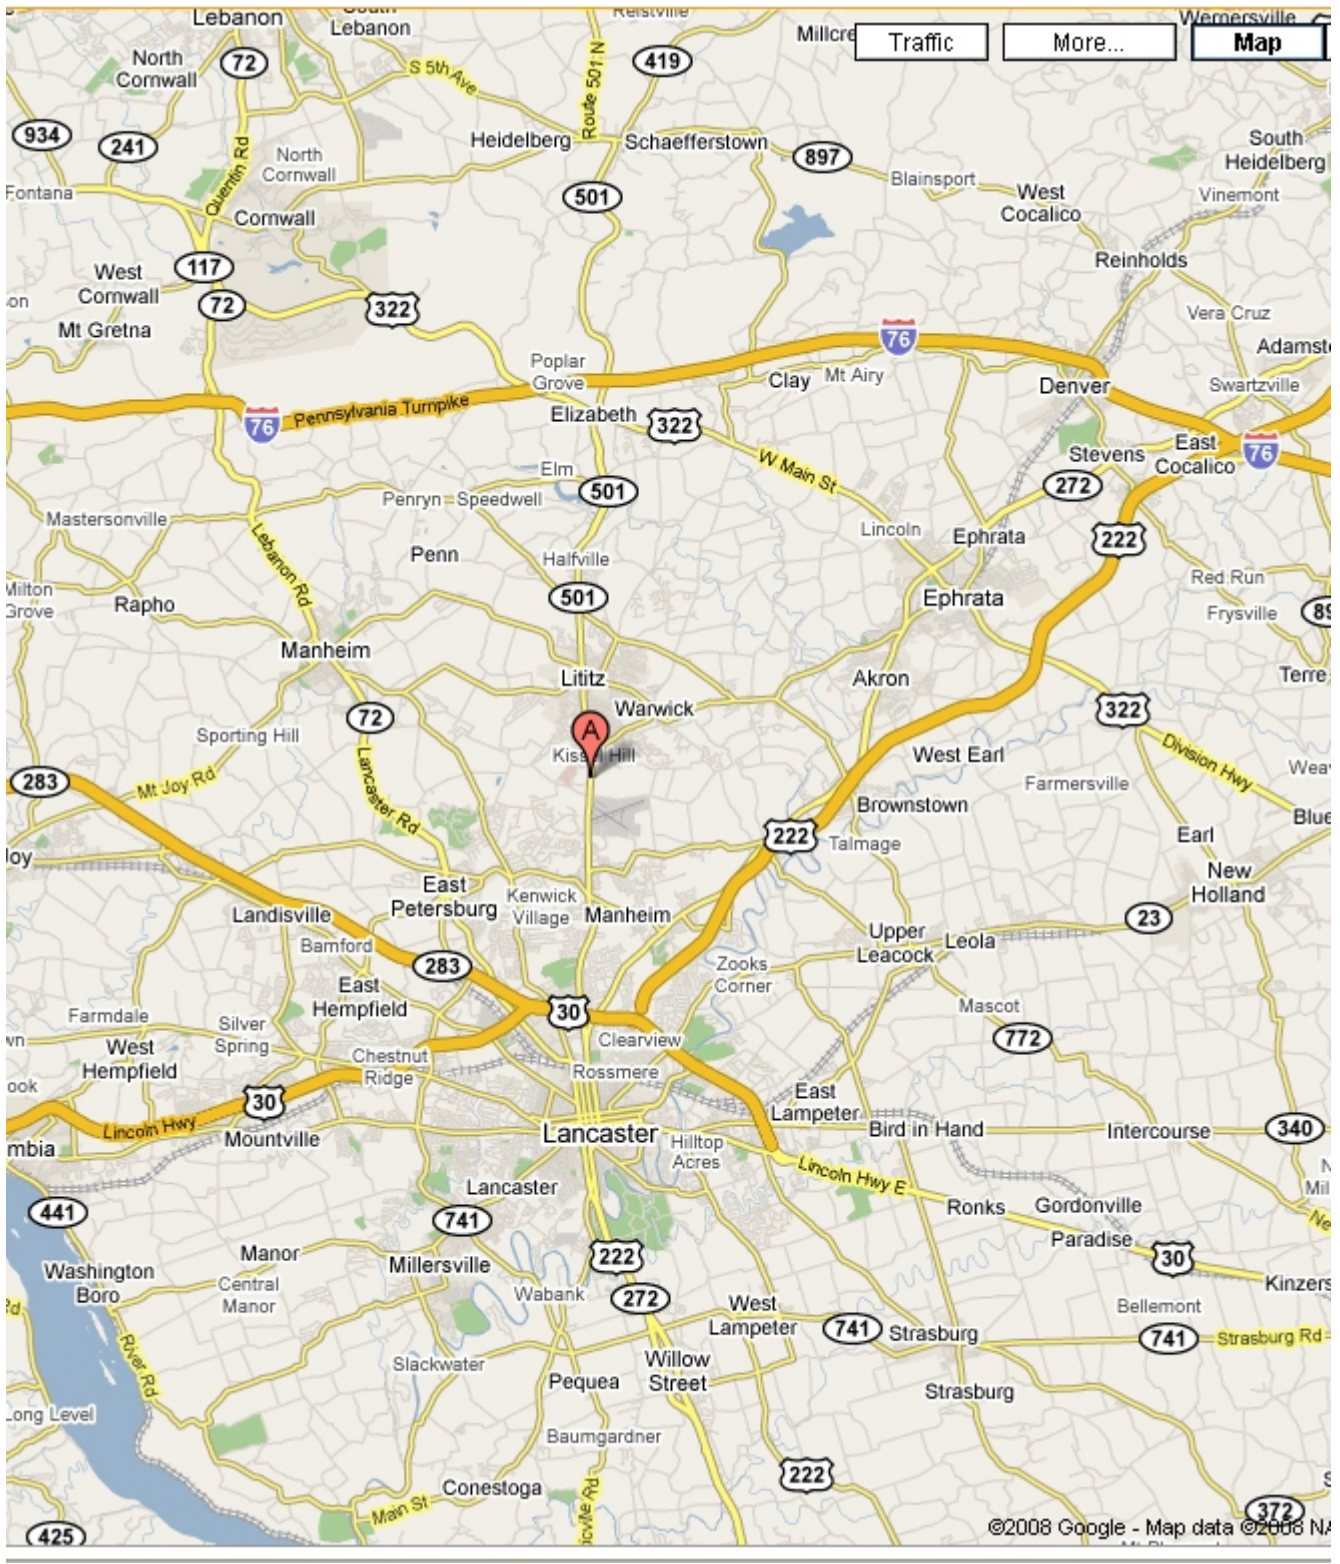 Lebanon
South
Lebanon
Reistville
Wernersville
Millcre
Traffic
More...
Map
North
Cornwall
72
S 5th Ave
Route 501 N
419
934
241
Heidelberg
Schaefferstown
897
South
Heidelberg
North
Cornwall
Fontana
Quentin Rd
Cornwall
501
Blainsport
West
Cocalico
Vinemont
117
Reinholds
West
Cornwall
72
322
Mt Gretna
Vera Cruz
76
Adamst
Poplar
Grove
Clay
Mt Airy
Denver
Swartzville
Pennsylvania Turnpike
76
Elizabeth
322
W Main St
Stevens
East
Cocalico
76
Elm
501
272
Penryn
Speedwell
Mastersonville
Lebanon Rd
Lincoln
Ephrata
222
Penn
Halfville
Milton
Grove
Rapho
501
Ephrata
Red Run
Frysville
89
Manheim
Lititz
Akron
Terre
72
Warwick
322
Sporting Hill
A
Kissel Hill
West Earl
Division Hwy
283
Mt Joy Rd
Lancaster Rd
Farmersville
Brownstown
Blue
222
Talmage
Earl
Joy
New
Holland
East
Petersburg
Kenwick
Village
Manheim
Landisville
23
Bamford
Upper
Leacock
Leola
283
Zooks
Corner
East
Hempfield
Mascot
Farmdale
Silver
Spring
30
Clearview
772
West
Hempfield
Chestnut
Ridge
Rossmere
30
East
Lampeter
Lincoln Hwy
Mountville
Lancaster
Hilltop
Acres
Bird in Hand
Intercourse
340
mbia
Lincoln Hwy E
Lancaster
441
741
Ronks
Gordonville
Paradise
Manor
Millersville
222
30
Washington
Boro
Central
Manor
Wabank
272
Kinzers
West
Lampeter
741
Strasburg
Bellemont
741
Strasburg Rd
River Rd
Slackwater
Willow
Street
Pequea
Strasburg
Long Level
Baumgardner
Conestoga
222
Main St
372
425
©2008 Google - Map data ©2008 NA